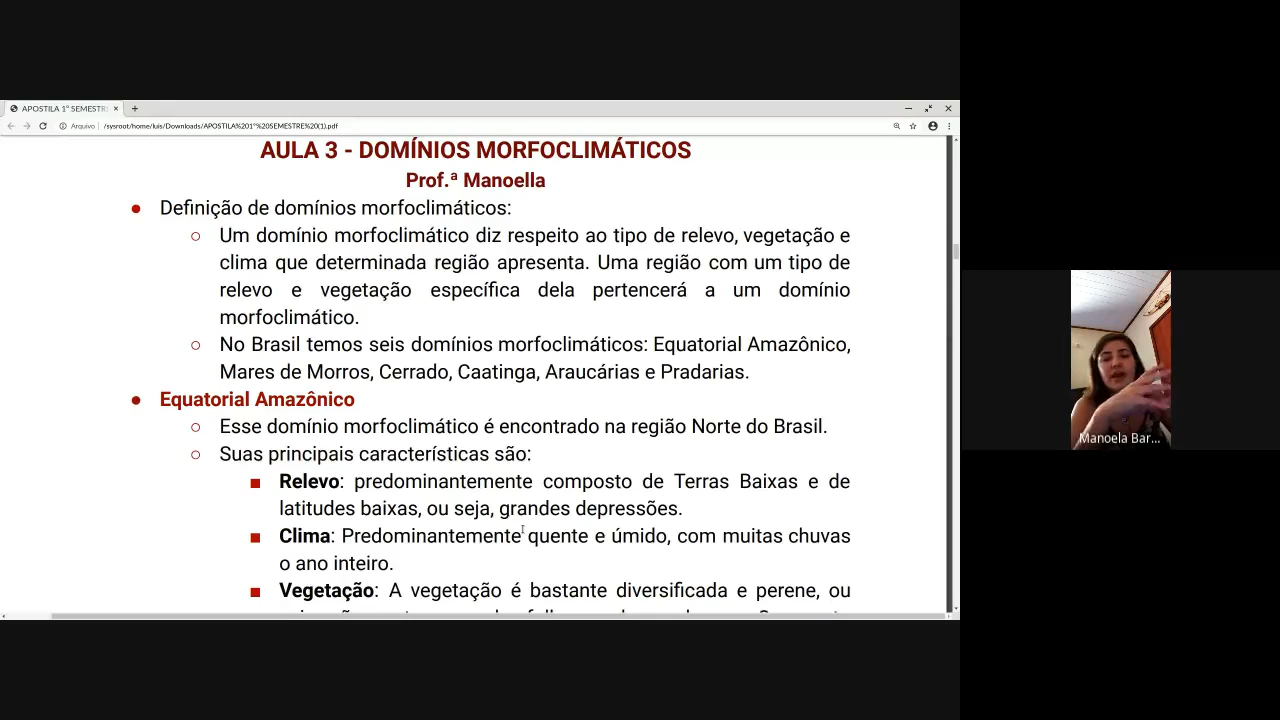 APOSTILA 1º SEMESTR
Arquivo
/sysroot/home/luis/Downloads/APOSTILA%201º%20SEMESTRE%20(1).pdf
AULA 3 - DOMÍNIOS MORFOCLIMÁTICOS
Prof.ª Manoella
Definição de domínios morfoclimáticos:
Um domínio morfoclimático diz respeito ao tipo de relevo, vegetação e
clima que determinada região apresenta. Uma região com um tipo de
relevo e vegetação específica dela pertencerá a um domínio
morfoclimático.
No Brasil temos seis domínios morfoclimáticos: Equatorial Amazônico,
Mares de Morros, Cerrado, Caatinga, Araucárias e Pradarias.
Equatorial Amazônico
Esse domínio morfoclimático é encontrado na região Norte do Brasil.
Suas principais características são:
Relevo: predominantemente composto de Terras Baixas e de
latitudes baixas, ou seja, grandes depressões.
Clima: Predominantemente quente e úmido, com muitas chuvas
o ano inteiro.
Vegetação: A vegetação é bastante diversificada e perene, ou
Manoela Bar...